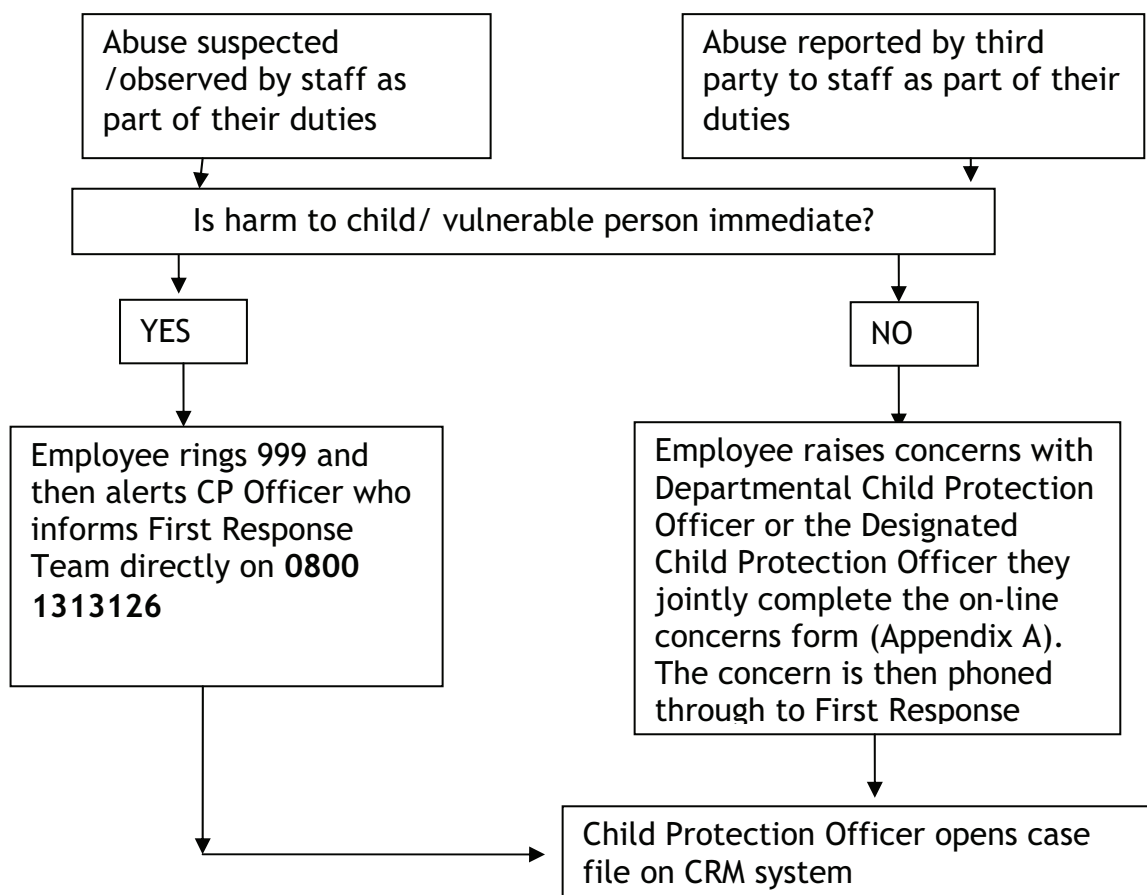 Abuse suspected
/observed by staff as
part of their duties
Abuse reported by third
party to staff as part of their
duties
Is harm to child/ vulnerable person immediate?
YES
NO
Employee rings 999 and
then alerts CP Officer who
informs First Response
Team directly on 0800
1313126
Employee raises concerns with
Departmental Child Protection
Officer or the Designated
Child Protection Officer they
jointly complete the on-line
concerns form (Appendix A).
The concern is then phoned
through to First Response
Child Protection Officer opens case
file on CRM system